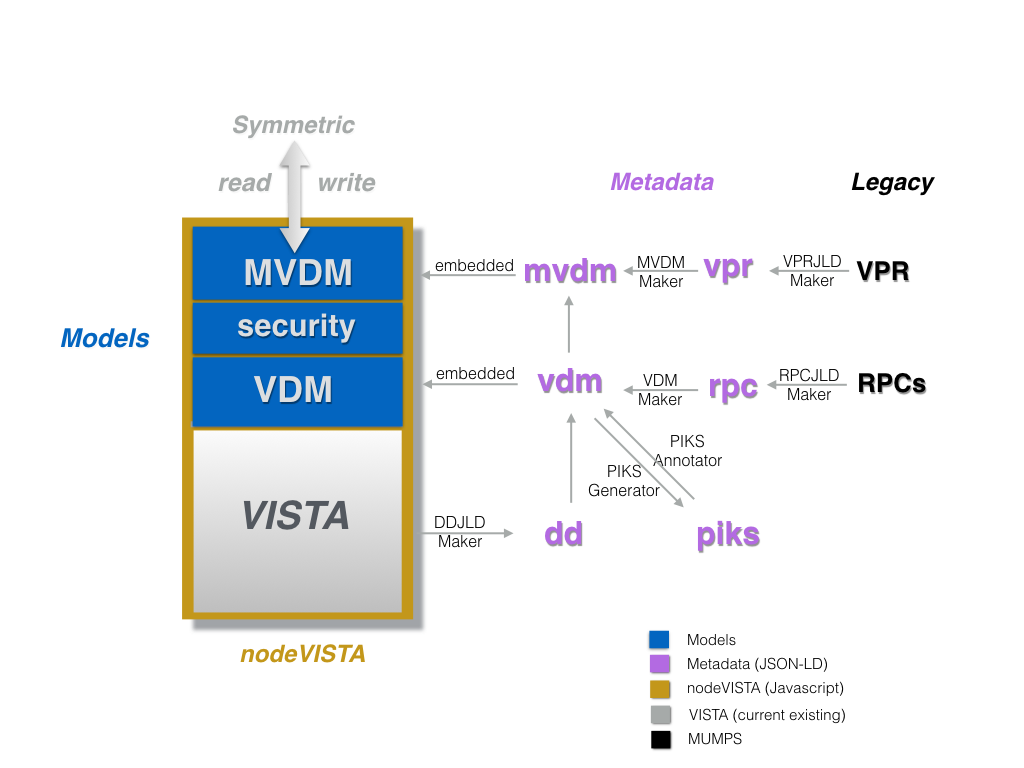 Symmetric
read write
Metadata
Legacy
MVDM
embedded
mvdm
MVDM
Maker
vpr
VPRJLD
Maker
VPR
security
Models
VDM
embedded
vdm
VDM
Maker
rpc
RPCJLD
Maker
RPCs
PIKS
Annotator
PIKS
Generator
VISTA
DDJLD
Maker
dd
piks
nodeVISTA
Models
Metadata (JSON-LD)
nodeVISTA (Javascript)
VISTA (current existing)
MUMPS